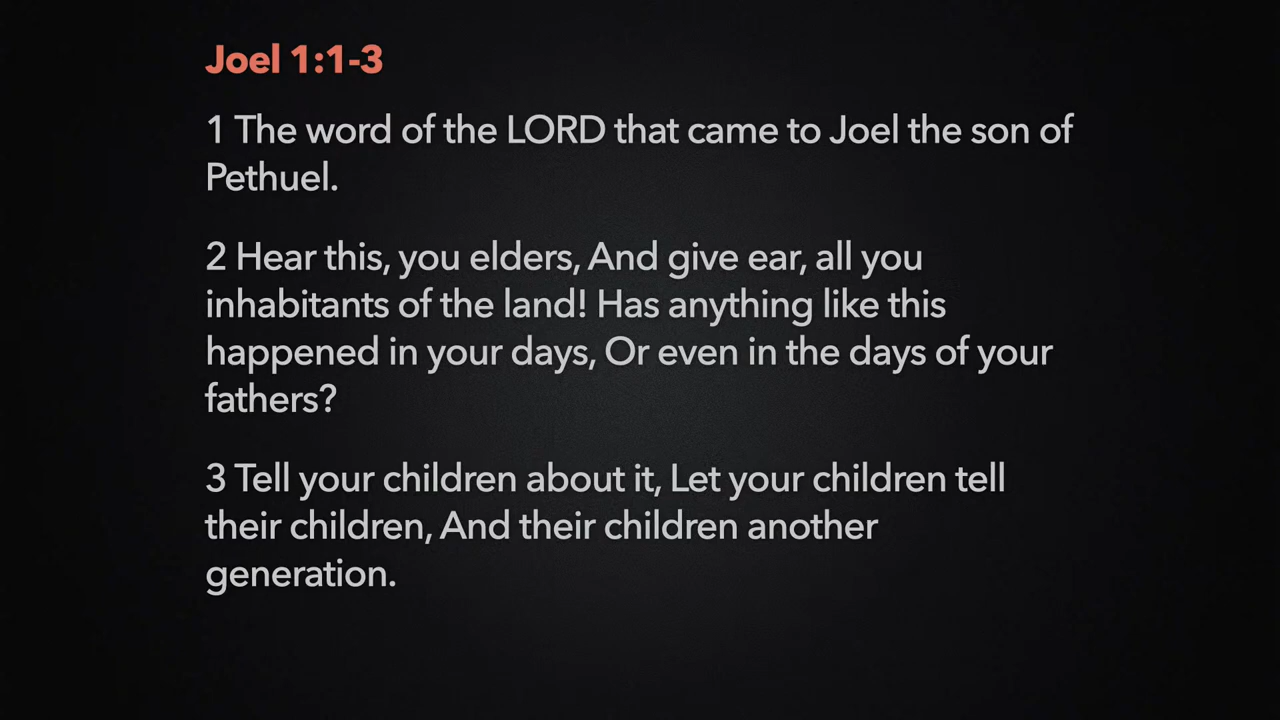 Joel 1:1-3
1 The word of the LORD that came to Joel the son of
Pethuel.
2 Hear this, you elders, And give ear, all you
inhabitants of the land! Has anything like this
happened in your days, Or even in the days of your
fathers?
3 Tell your children about it, Let your children tell
their children, And their children another
generation.